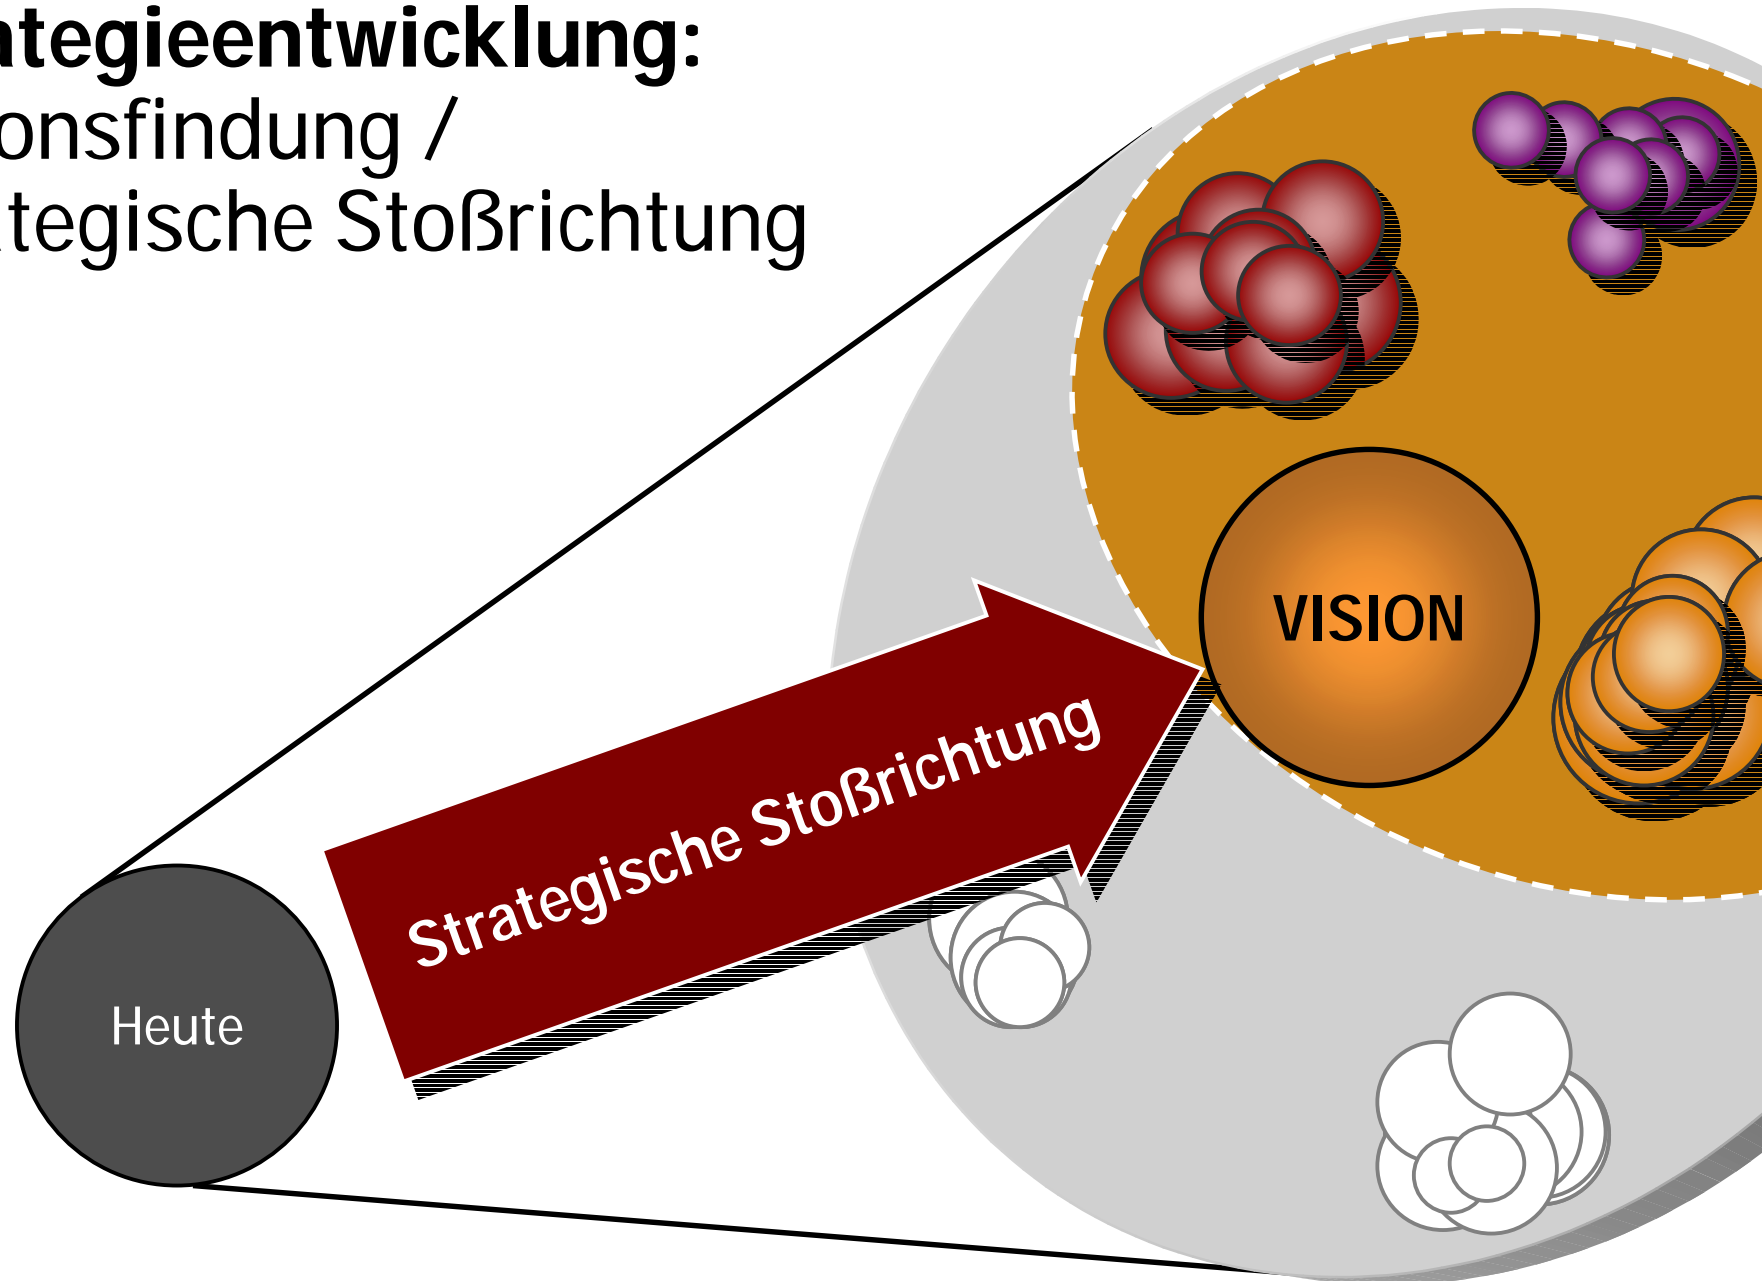 ategieentwicklung:
onsfindung /
tegische Stoßrichtung
VISION
Strategische Stoßrichtung
Heute